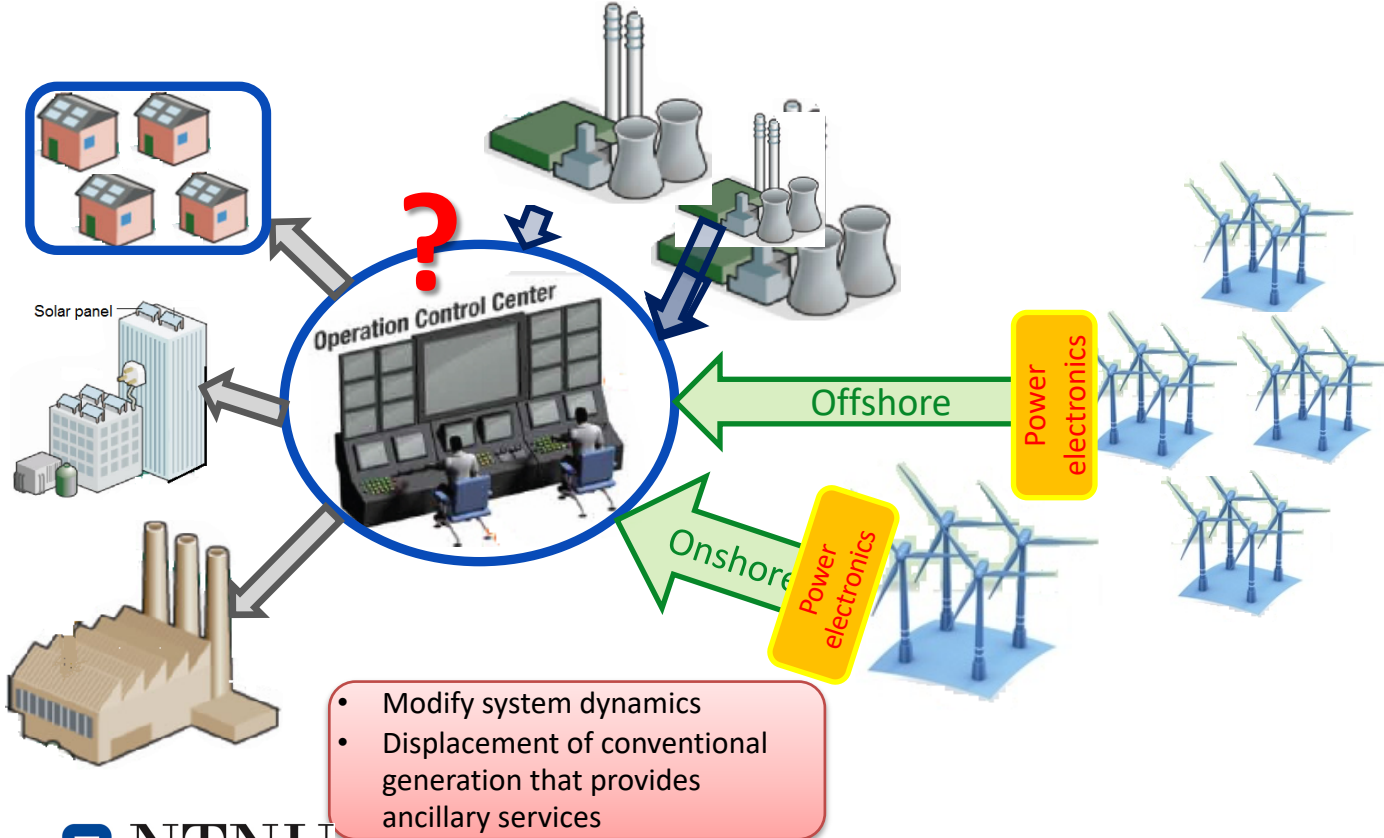 ?
Operation Control Center
Solar panel
Offshore
Power
electronics
Onshore
Power
electronics
• Modify system dynamics
• Displacement of conventional
generation that provides
ancillary services
NTNU